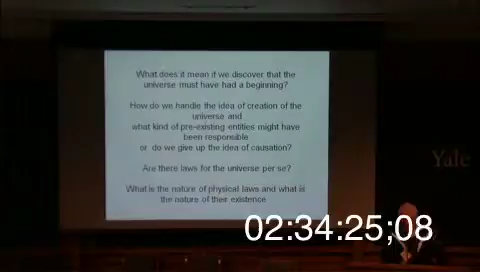 What does it mean if we discover that the
universe must have had a beginning?
How do we handle the idea of creation of the
universe and
what kind of pre-existing entities might have
been responsible
or do we give up the idea of causation?
Are there laws for the universe per se?
What is the nature of physical laws and what is
the nature of their existence
Yale
02:34:25;08